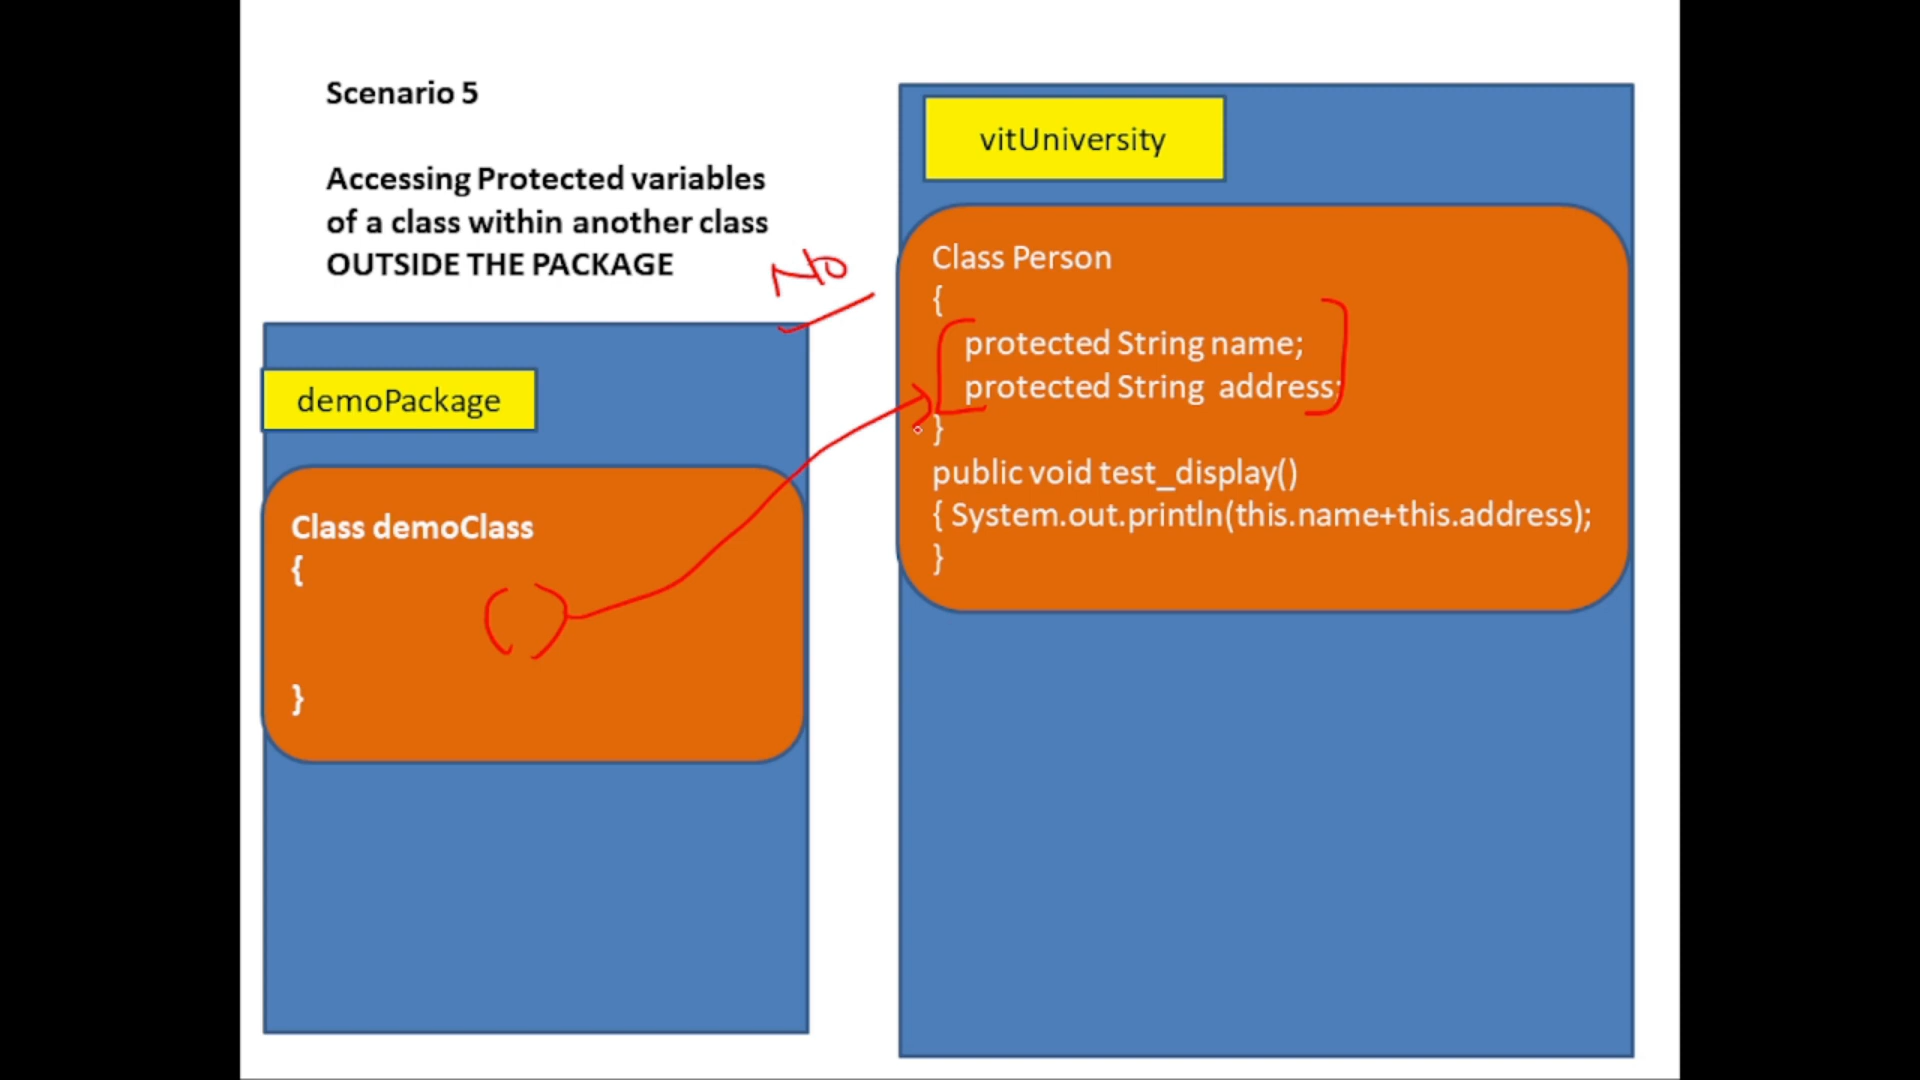 Scenario 5
Accessing Protected variables
of a class within another class
OUTSIDE THE PACKAGE
No
demoPackage
Class demoClass
{
}
vitUniversity
Class Person
{
protected String name;
protected String address;
}
public void test_display()
{ System.out.println(this.name+this.address);
}